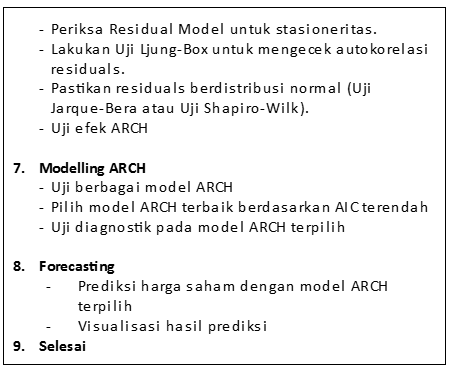 - Periksa Residual Model untuk stasioneritas.
- Lakukan Uji Ljung-Box untuk mengecek autokorelasi
residuals.
- Pastikan residuals berdistribusi normal (Uji
Jarque-Bera atau Uji Shapiro-Wilk).
- Uji efek ARCH
7. Modelling ARCH
- Uji berbagai model ARCH
- Pilih model ARCH terbaik berdasarkan AIC terendah
- Uji diagnostik pada model ARCH terpilih
8. Forecasting
- Prediksi harga saham dengan model ARCH
terpilih
- Visualisasi hasil prediksi
9. Selesai